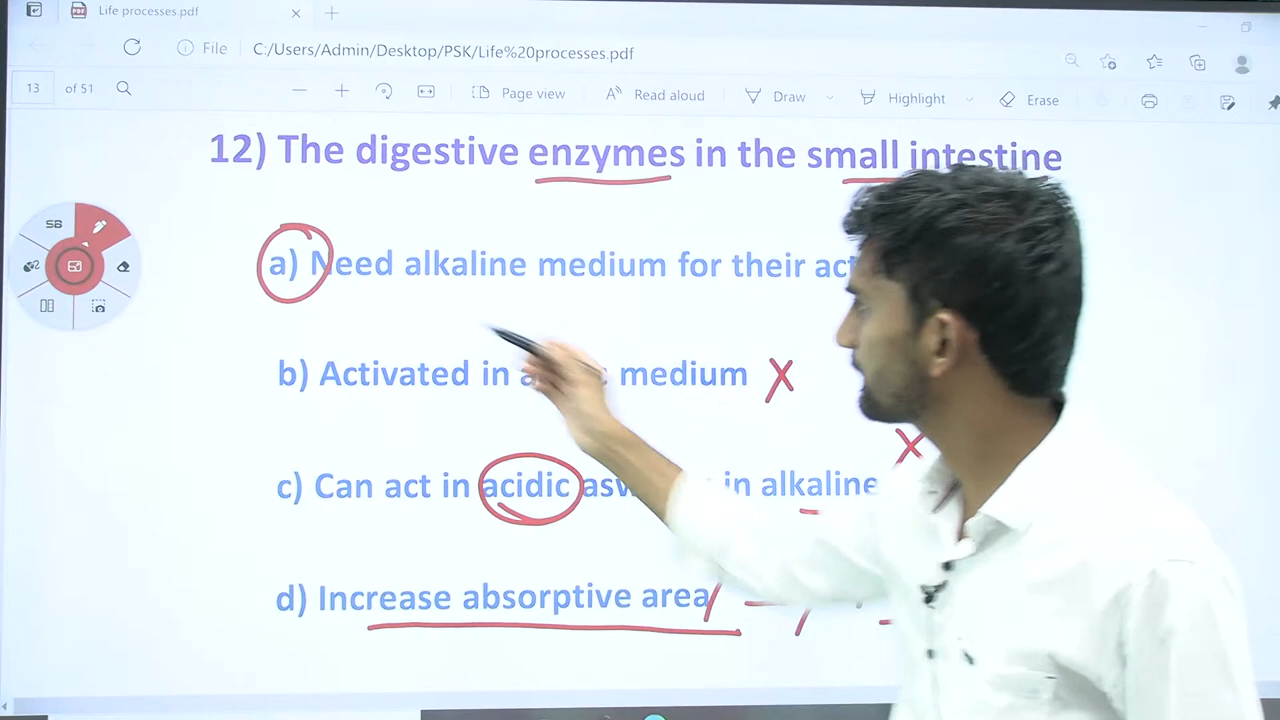 Life processes.pdf
File C:/Users/Admin/Desktop/PSK/Life%20processes.pdf
13 of 51 Page view Read aloud Draw Highlight Erase
12) The digestive enzymes in the small intestine
SB
a) Need alkaline medium for their
b) Activated in medium
c) Can act in acidic in alkaline
d) Increase absorptive area